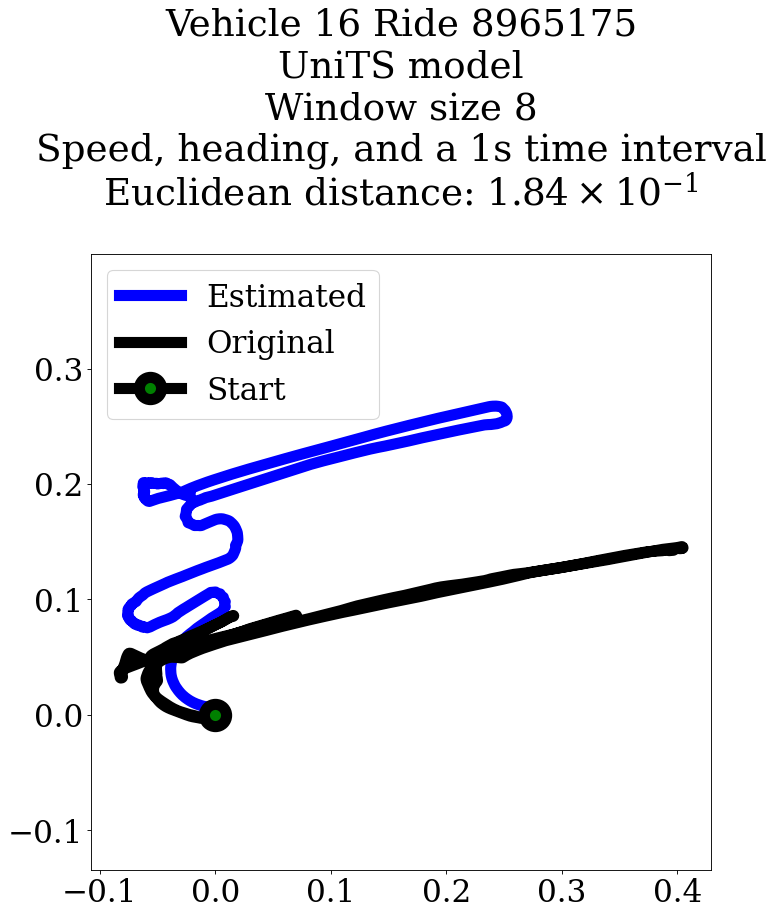 Vehicle 16 Ride 8965175
UniTS model
Window size 8
Speed, heading, and a 1s time interval
Euclidean distance: 1.84 × 10⁻¹
Estimated
Original
Start
0.3
0.2
0.1
0.0
−0.1
−0.1 0.0 0.1 0.2 0.3 0.4